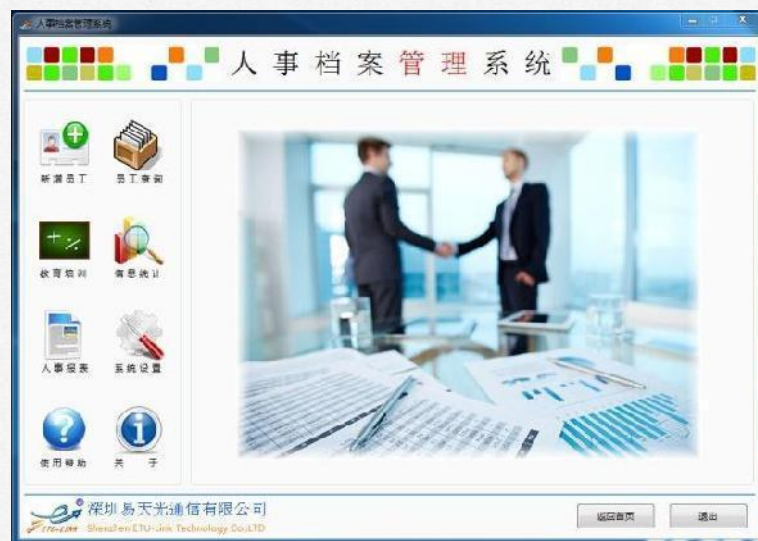 人事档案管理系统
人事档案管理系统
新增员工 员工查询
教育培训 信息统计
人事报表 系统设置
使用帮助 关 于
深圳易天光通信有限公司
ETU-LINK Shenzhen ETU-Link Technology Co.,LTD
返回首页 退出